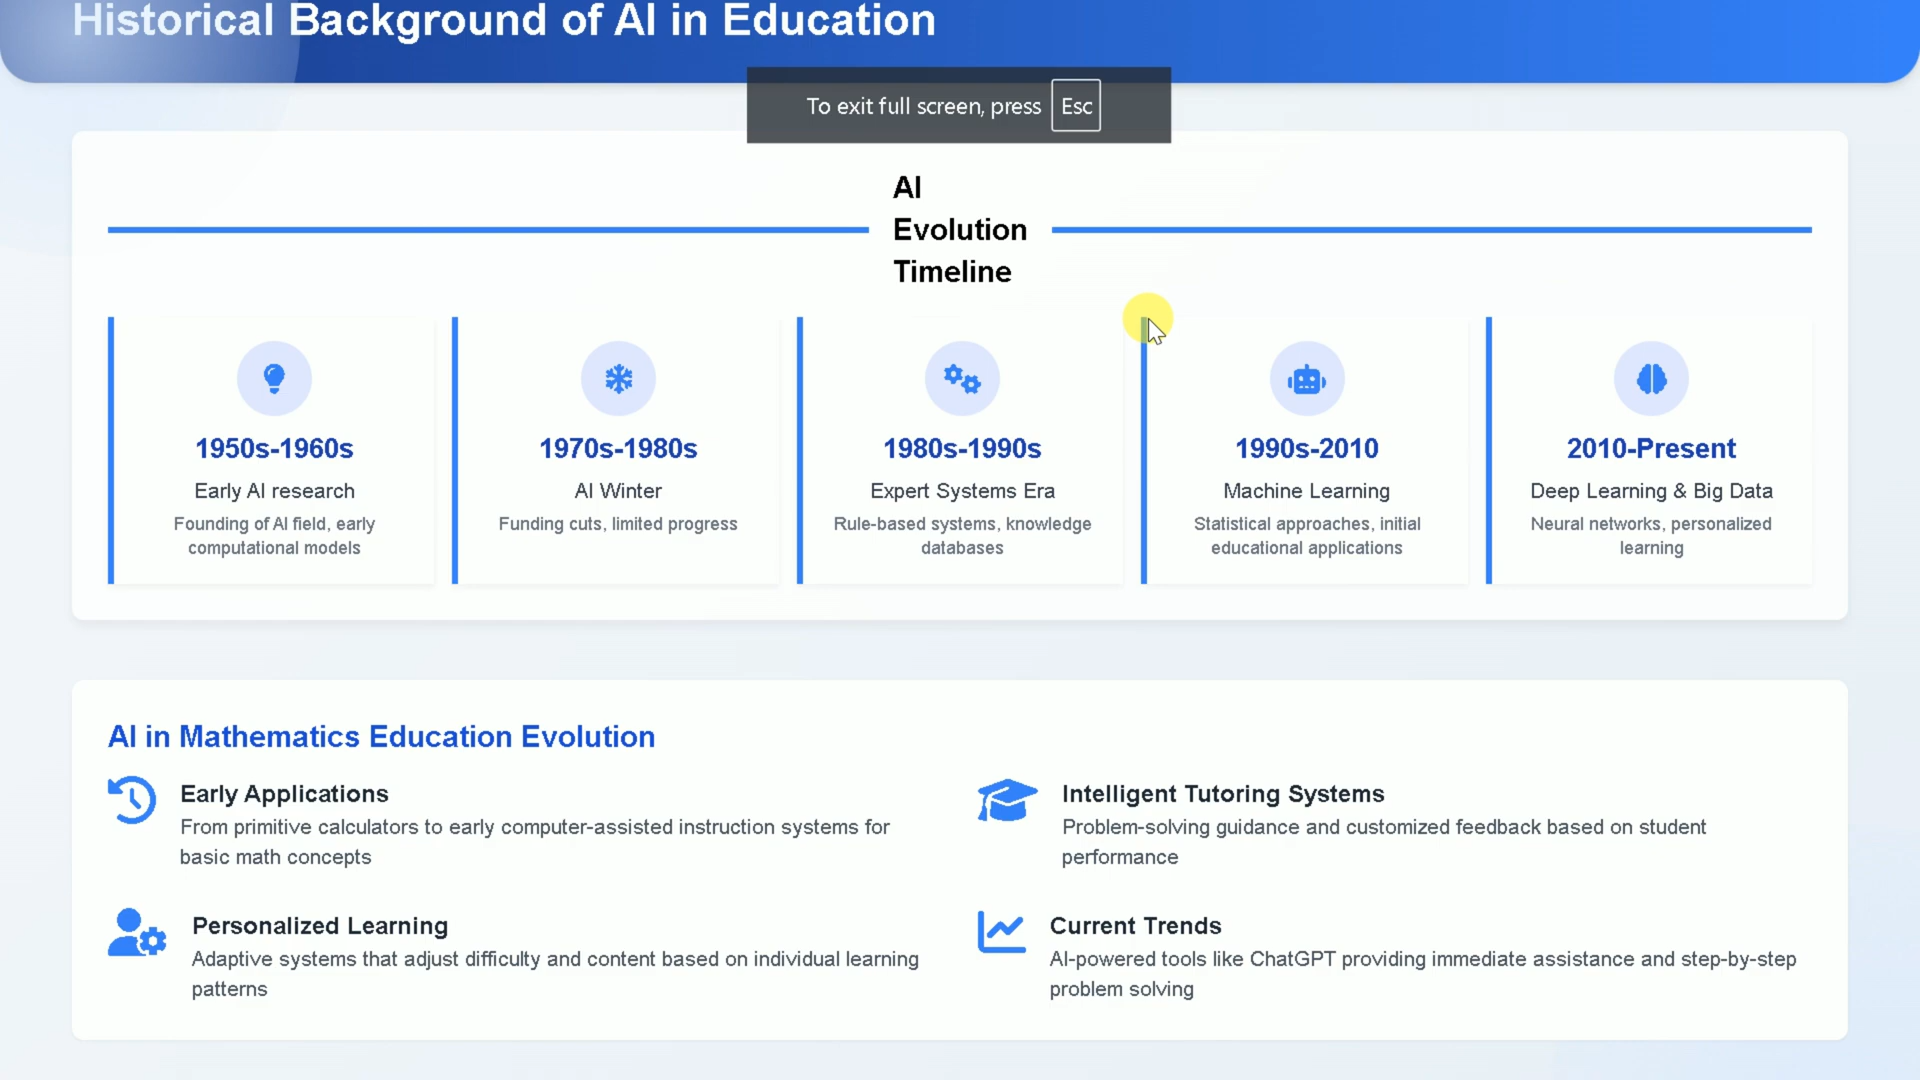 Historical Background of AI in Education
To exit full screen, press Esc
AI
Evolution
Timeline
1950s-1960s
Early AI research
Founding of AI field, early
computational models
1970s-1980s
AI Winter
Funding cuts, limited progress
1980s-1990s
Expert Systems Era
Rule-based systems, knowledge
databases
1990s-2010
Machine Learning
Statistical approaches, initial
educational applications
2010-Present
Deep Learning & Big Data
Neural networks, personalized
learning
AI in Mathematics Education Evolution
Early Applications
From primitive calculators to early computer-assisted instruction systems for
basic math concepts
Intelligent Tutoring Systems
Problem-solving guidance and customized feedback based on student
performance
Personalized Learning
Adaptive systems that adjust difficulty and content based on individual learning
patterns
Current Trends
AI-powered tools like ChatGPT providing immediate assistance and step-by-step
problem solving